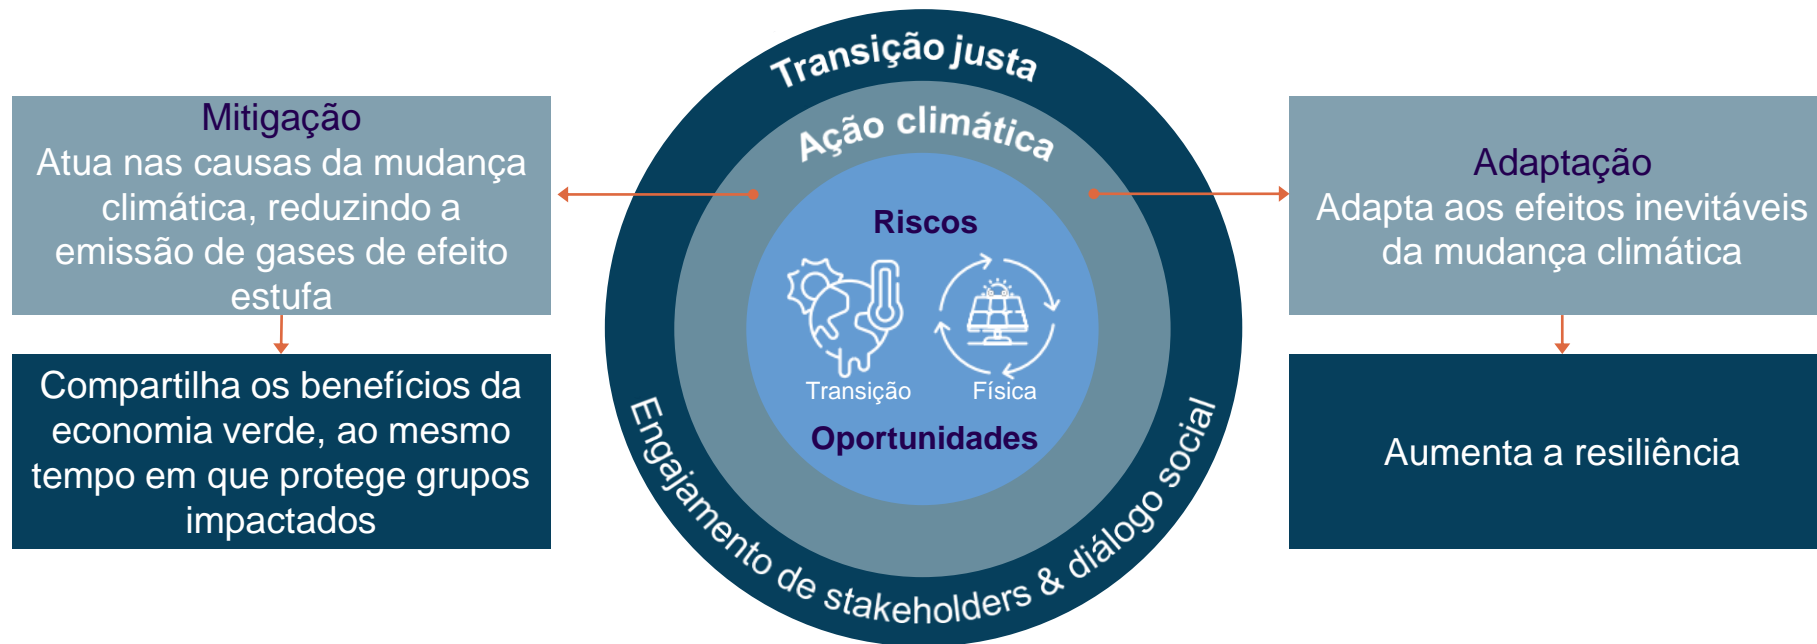 Mitigação
Atua nas causas da mudança
climática, reduzindo a
emissão de gases de efeito
estufa
Compartilha os benefícios da
economia verde, ao mesmo
tempo em que protege grupos
impactados
Transição justa
Ação climática
Riscos
Transição
Física
Oportunidades
Engajamento de stakeholders & diálogo social
Adaptação
Adapta aos efeitos inevitáveis
da mudança climática
Aumenta a resiliência